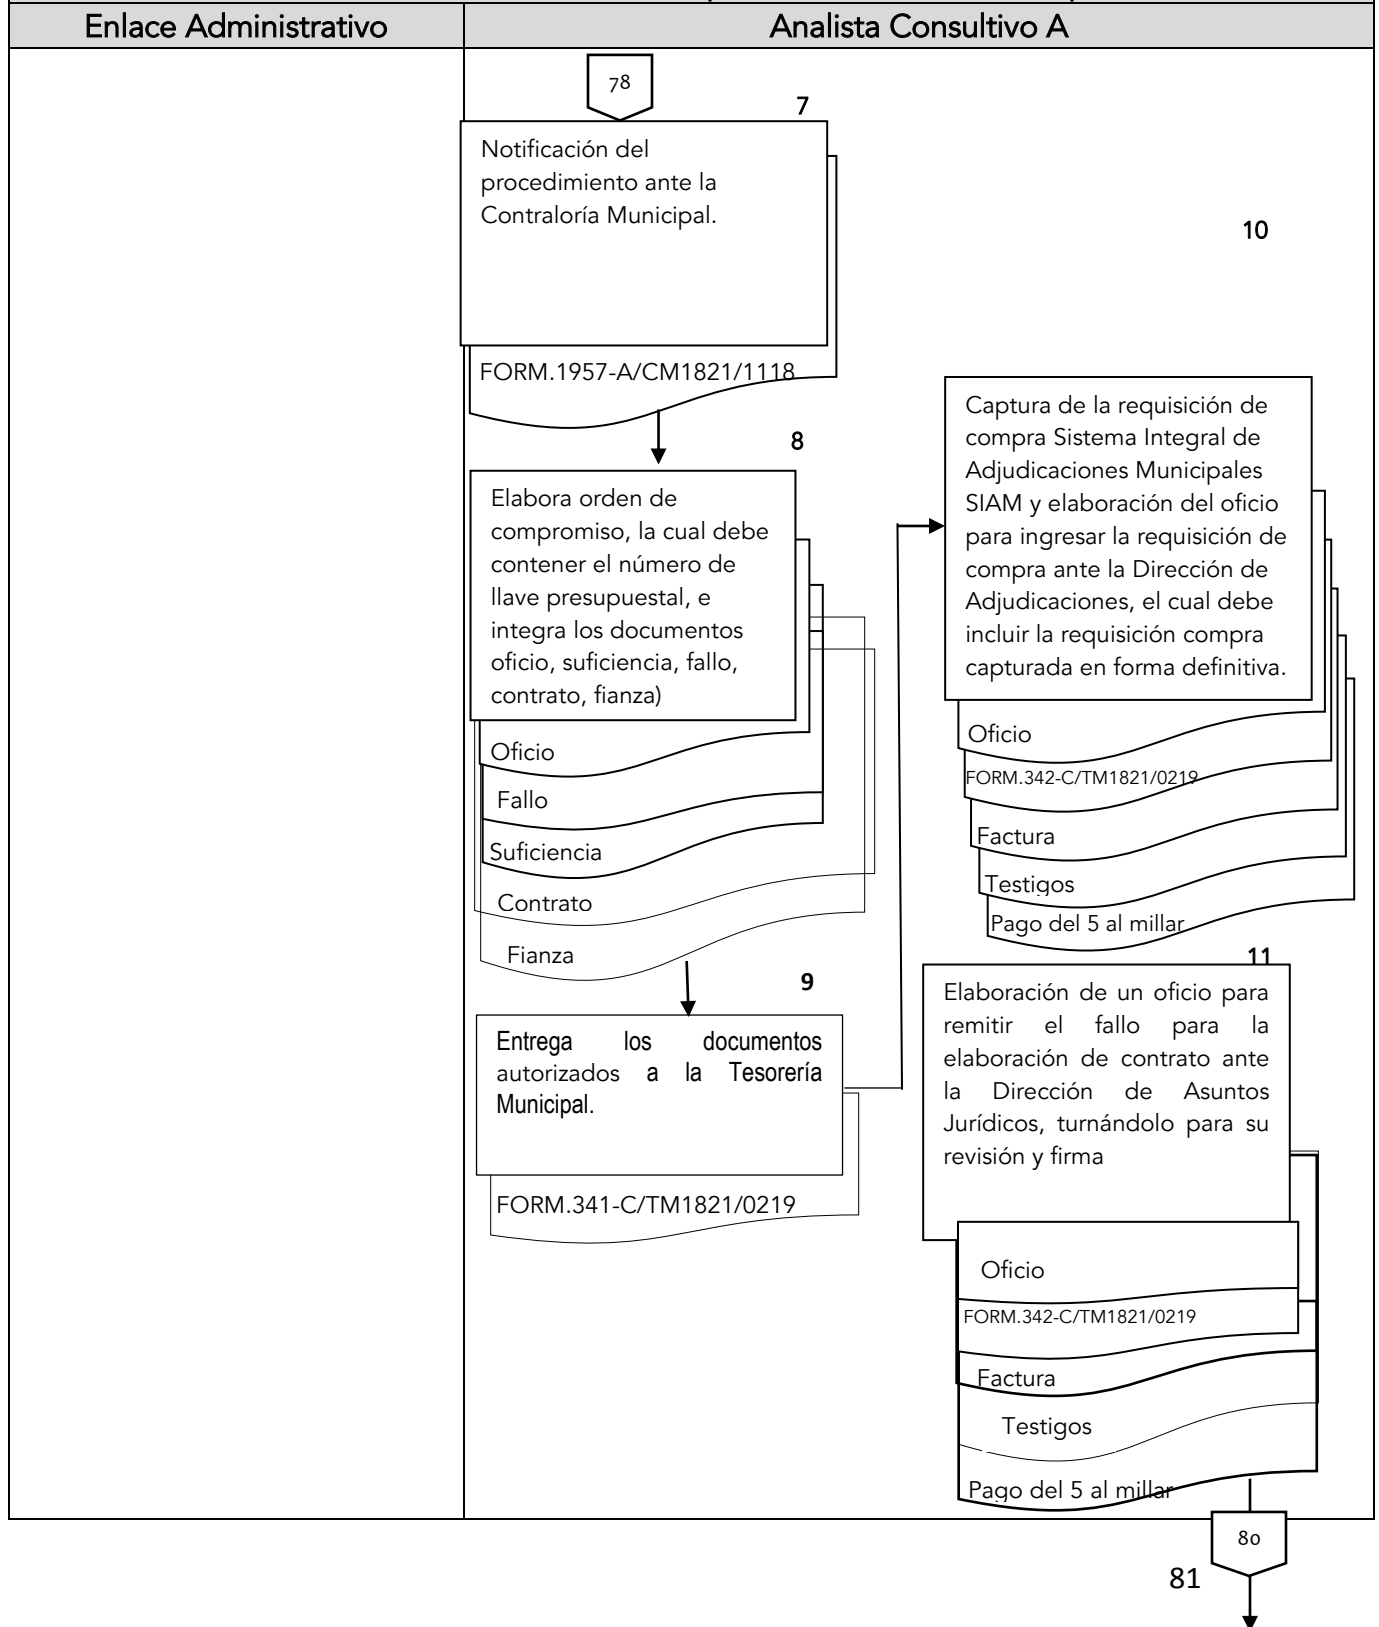 Enlace Administrativo
Analista Consultivo A
78
7
Notificación del
procedimiento ante la
Contraloría Municipal.
FORM.1957-A/CM1821/1118
8
Elabora orden de
compromiso, la cual debe
contener el número de
llave presupuestal, e
integra los documentos
oficio, suficiencia, fallo,
contrato, fianza)
Oficio
Fallo
Suficiencia
Contrato
Fianza
9
Entrega los documentos
autorizados a la Tesorería
Municipal.
FORM.341-C/TM1821/0219
10
Captura de la requisición de
compra Sistema Integral de
Adjudicaciones Municipales
SIAM y elaboración del oficio
para ingresar la requisición de
compra ante la Dirección de
Adjudicaciones, el cual debe
incluir la requisición compra
capturada en forma definitiva.
Oficio
FORM.342-C/TM1821/0219
Factura
Testigos
Pago del 5 al millar
11
Elaboración de un oficio para
remitir el fallo para la
elaboración de contrato ante
la Dirección de Asuntos
Jurídicos, turnándolo para su
revisión y firma
Oficio
FORM.342-C/TM1821/0219
Factura
Testigos
Pago del 5 al millar
80
81